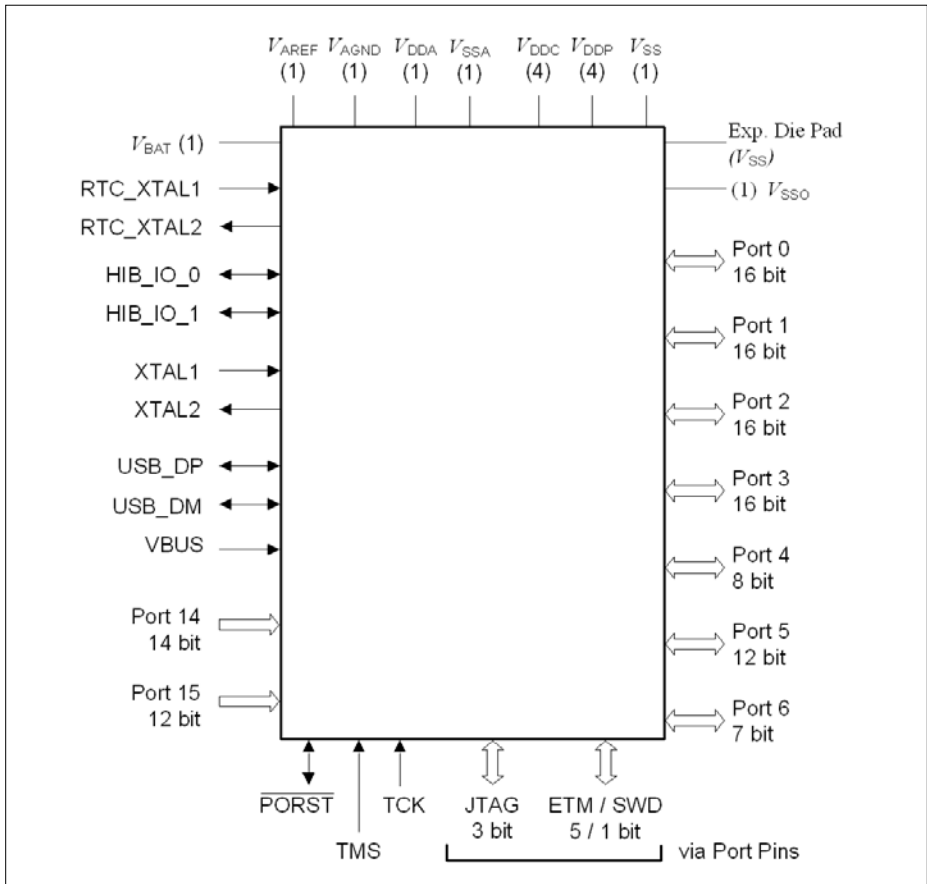 VAREF VAGND VDDA VSSA VDDC VDDP VSS
(1) (1) (1) (1) (4) (4) (1)
VBAT (1)
RTC_XTAL1
RTC_XTAL2
HIB_IO_0
HIB_IO_1
XTAL1
XTAL2
USB_DP
USB_DM
VBUS
Port 14
14 bit
Port 15
12 bit
Exp. Die Pad
(VSS)
(1) VSSO
Port 0
16 bit
Port 1
16 bit
Port 2
16 bit
Port 3
16 bit
Port 4
8 bit
Port 5
12 bit
Port 6
7 bit
PORST
TMS
TCK
JTAG
3 bit
ETM / SWD
5 / 1 bit
via Port Pins